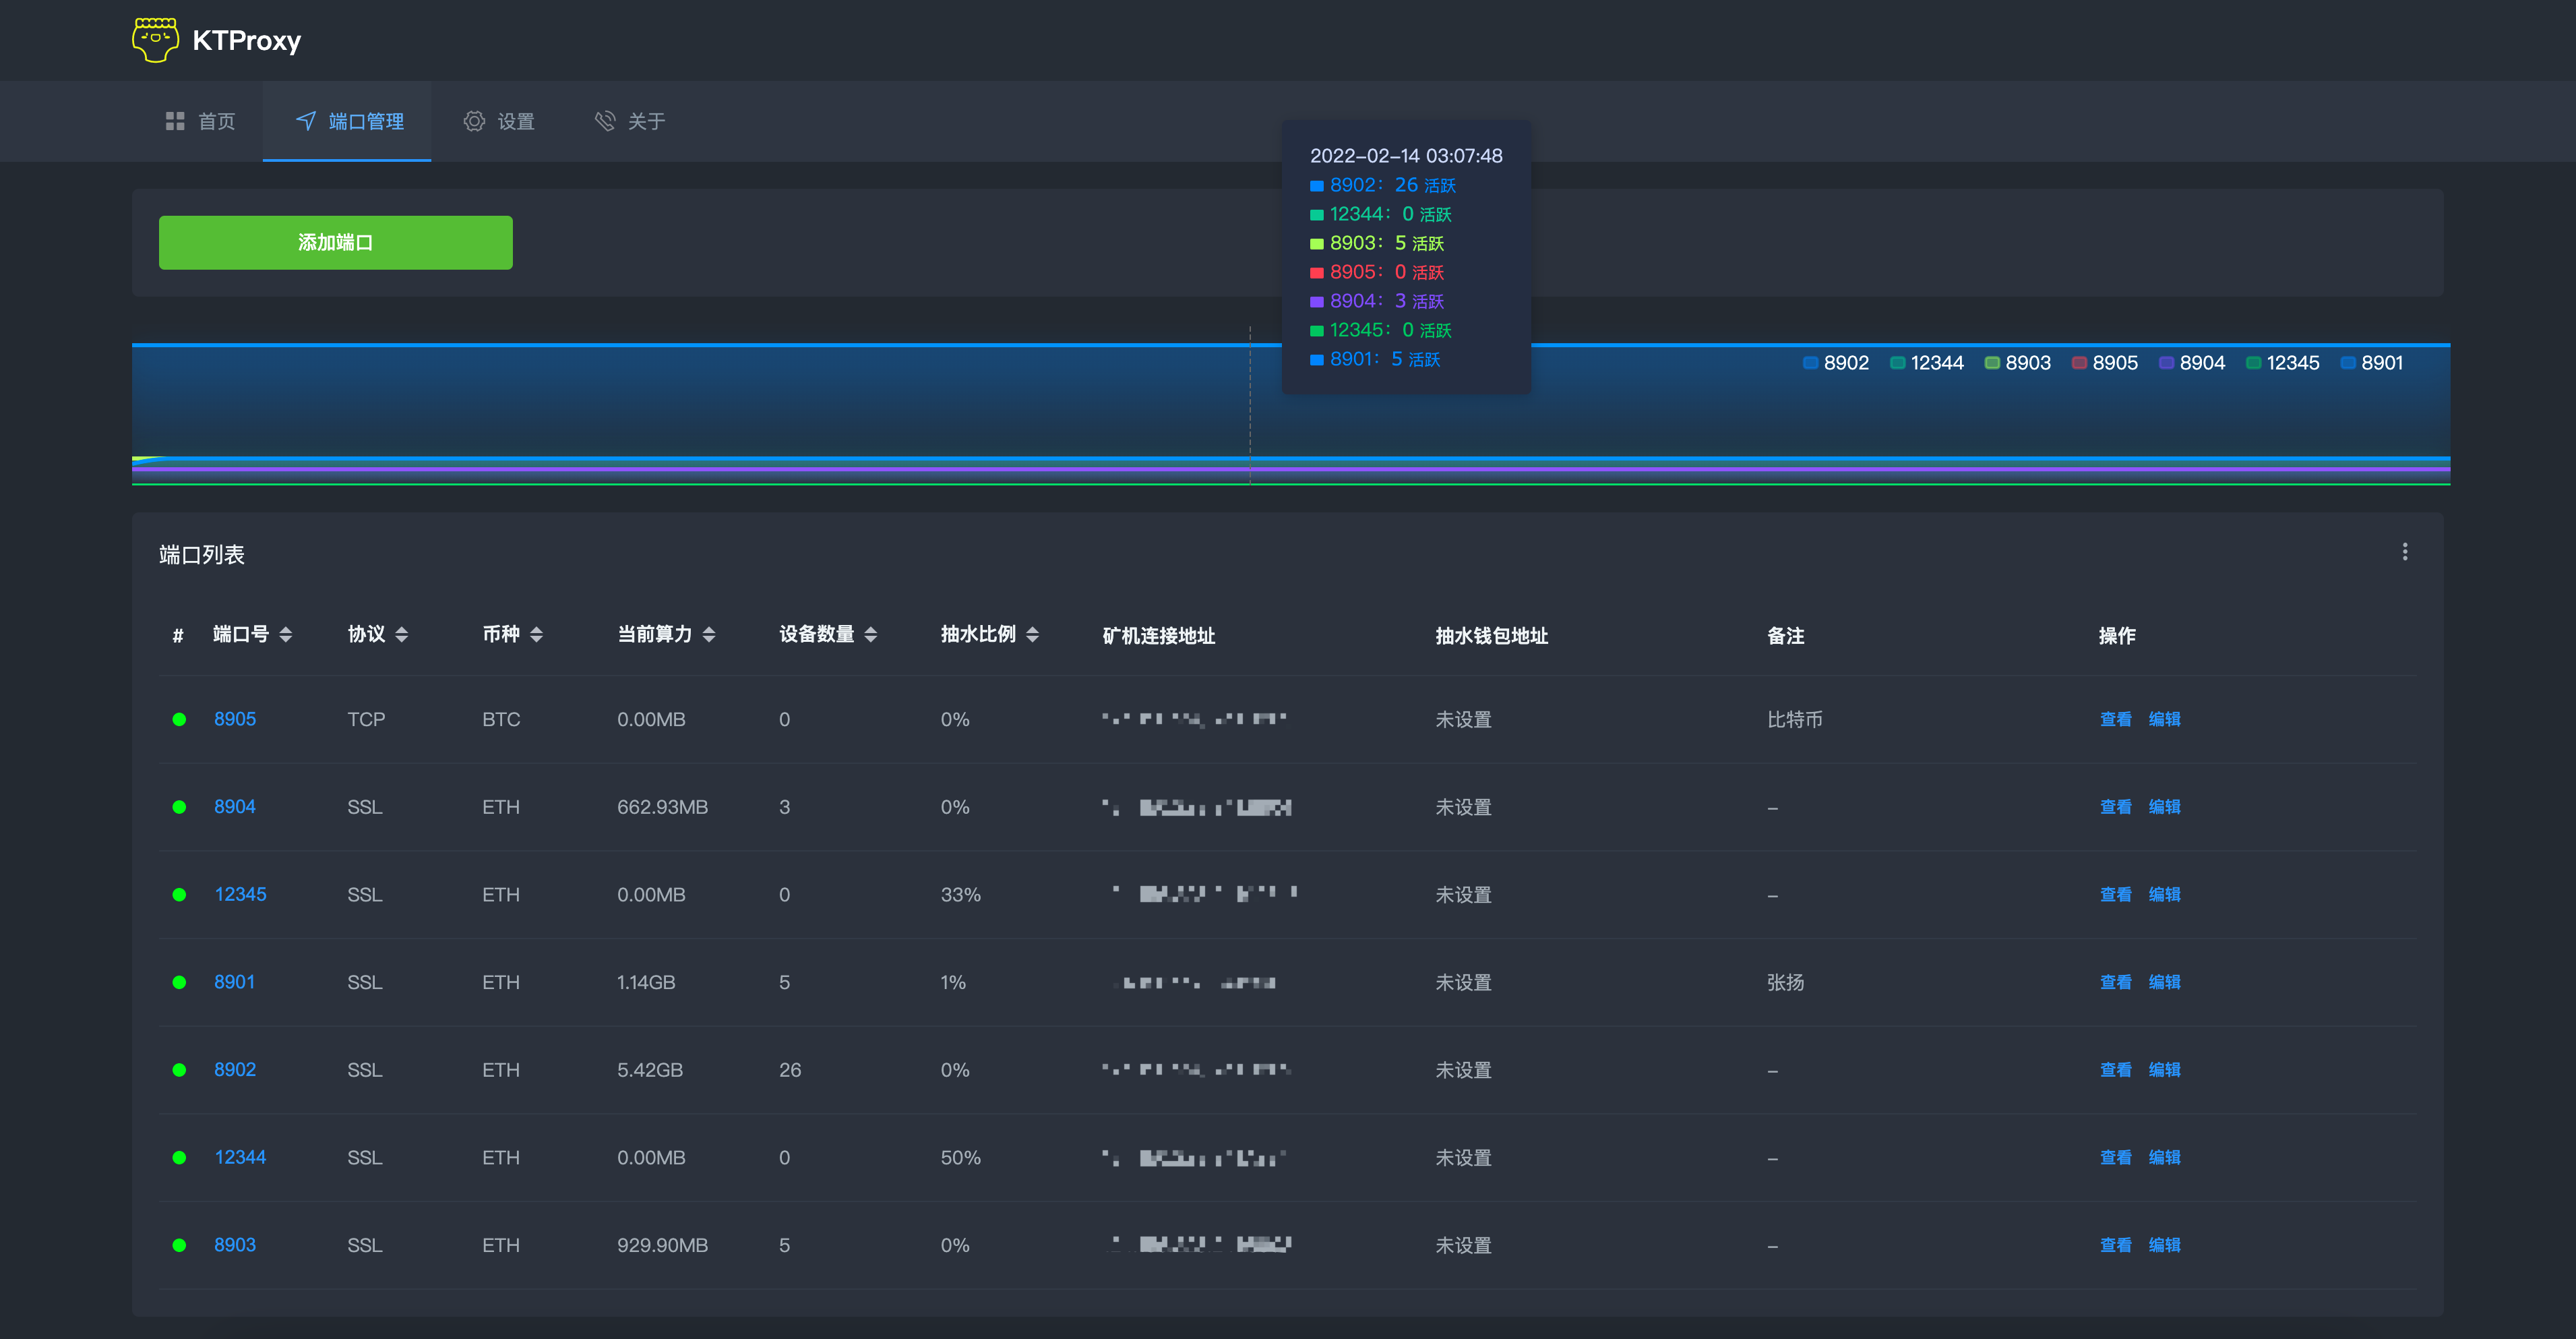 KTProxy
首页 端口管理 设置 关于
添加端口
2022-02-14 03:07:48
8902: 26 活跃
12344: 0 活跃
8903: 5 活跃
8905: 0 活跃
8904: 3 活跃
12345: 0 活跃
8901: 5 活跃
8902 12344 8903 8905 8904 12345 8901
端口列表
# 端口号 协议 币种 当前算力 设备数量 抽水比例 矿机连接地址 抽水钱包地址 备注 操作
8905 TCP BTC 0.00MB 0 0% 未设置 比特币 查看 编辑
8904 SSL ETH 662.93MB 3 0% 未设置 – 查看 编辑
12345 SSL ETH 0.00MB 0 33% 未设置 – 查看 编辑
8901 SSL ETH 1.14GB 5 1% 未设置 张扬 查看 编辑
8902 SSL ETH 5.42GB 26 0% 未设置 – 查看 编辑
12344 SSL ETH 0.00MB 0 50% 未设置 – 查看 编辑
8903 SSL ETH 929.90MB 5 0% 未设置 – 查看 编辑